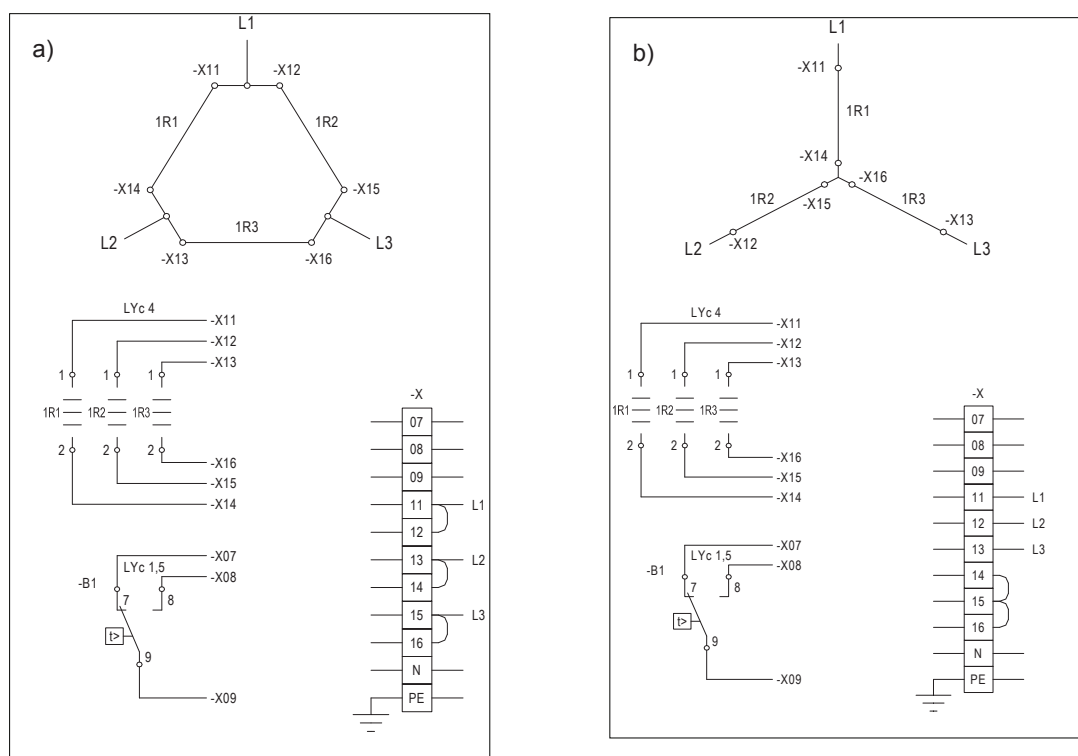 a)
L1
-X11 -X12
1R1 1R2
-X14 -X15
1R3
L2 L3
-X13 -X16
LYc 4
-X11
-X12
-X13
1 1 1
1R1 1R2 1R3
2 2 2
-X16
-X15
-X14
-X07
LYc 1,5
-X08
-B1
7 8
t>
9
-X09
-X
07
08
09
11 L1
12
13 L2
14
15 L3
16
N
PE
b)
L1
-X11
1R1
-X14
-X16
1R2 1R3
-X15
-X13
L2 -X12 L3
LYc 4
-X11
-X12
-X13
1 1 1
1R1 1R2 1R3
2 2 2
-X16
-X15
-X14
-X07
LYc 1,5
-X08
-B1
7 8
t>
9
-X09
-X
07
08
09
11 L1
12 L2
13 L3
14
15
16
N
PE